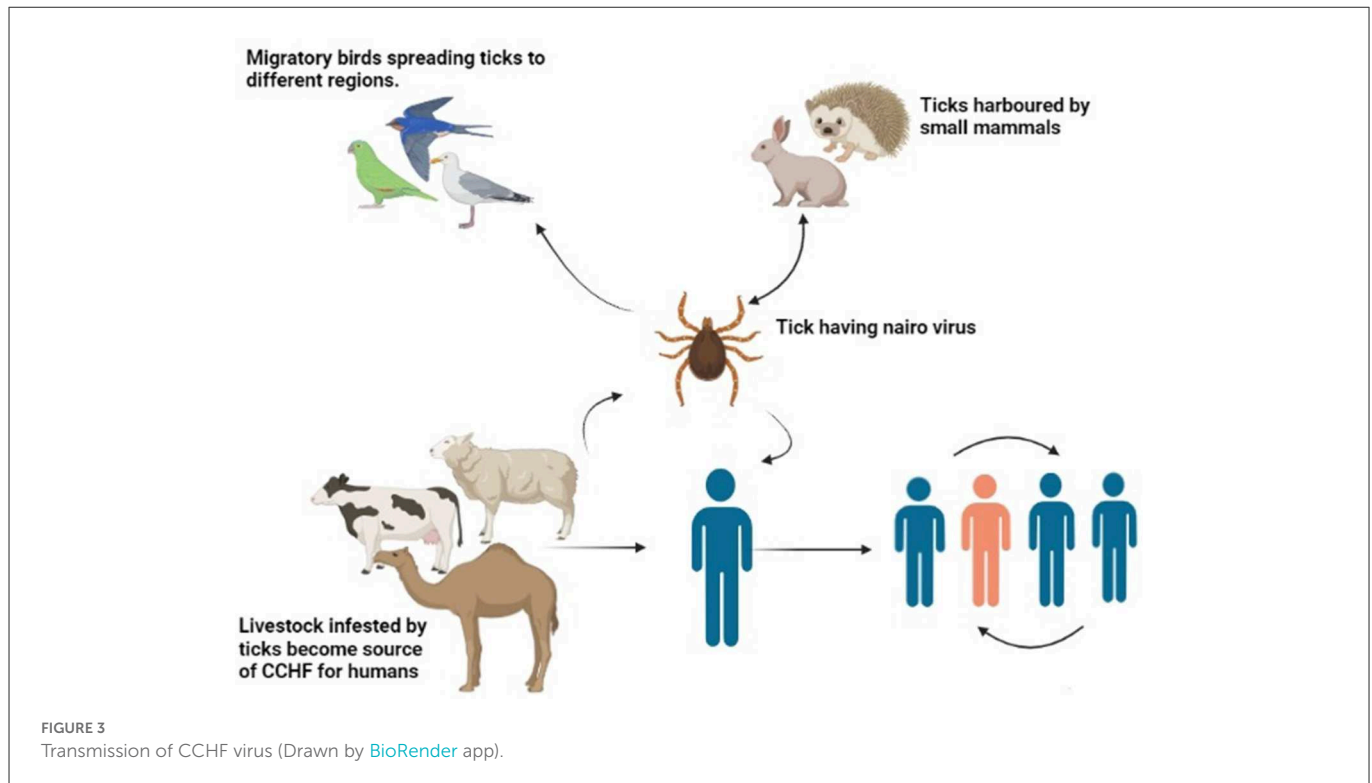 Migratory birds spreading ticks to
different regions.
Ticks harboured by
small mammals
Tick having nairo virus
Livestock infested by
ticks become source
of CCHF for humans
FIGURE 3
Transmission of CCHF virus (Drawn by BioRender app).